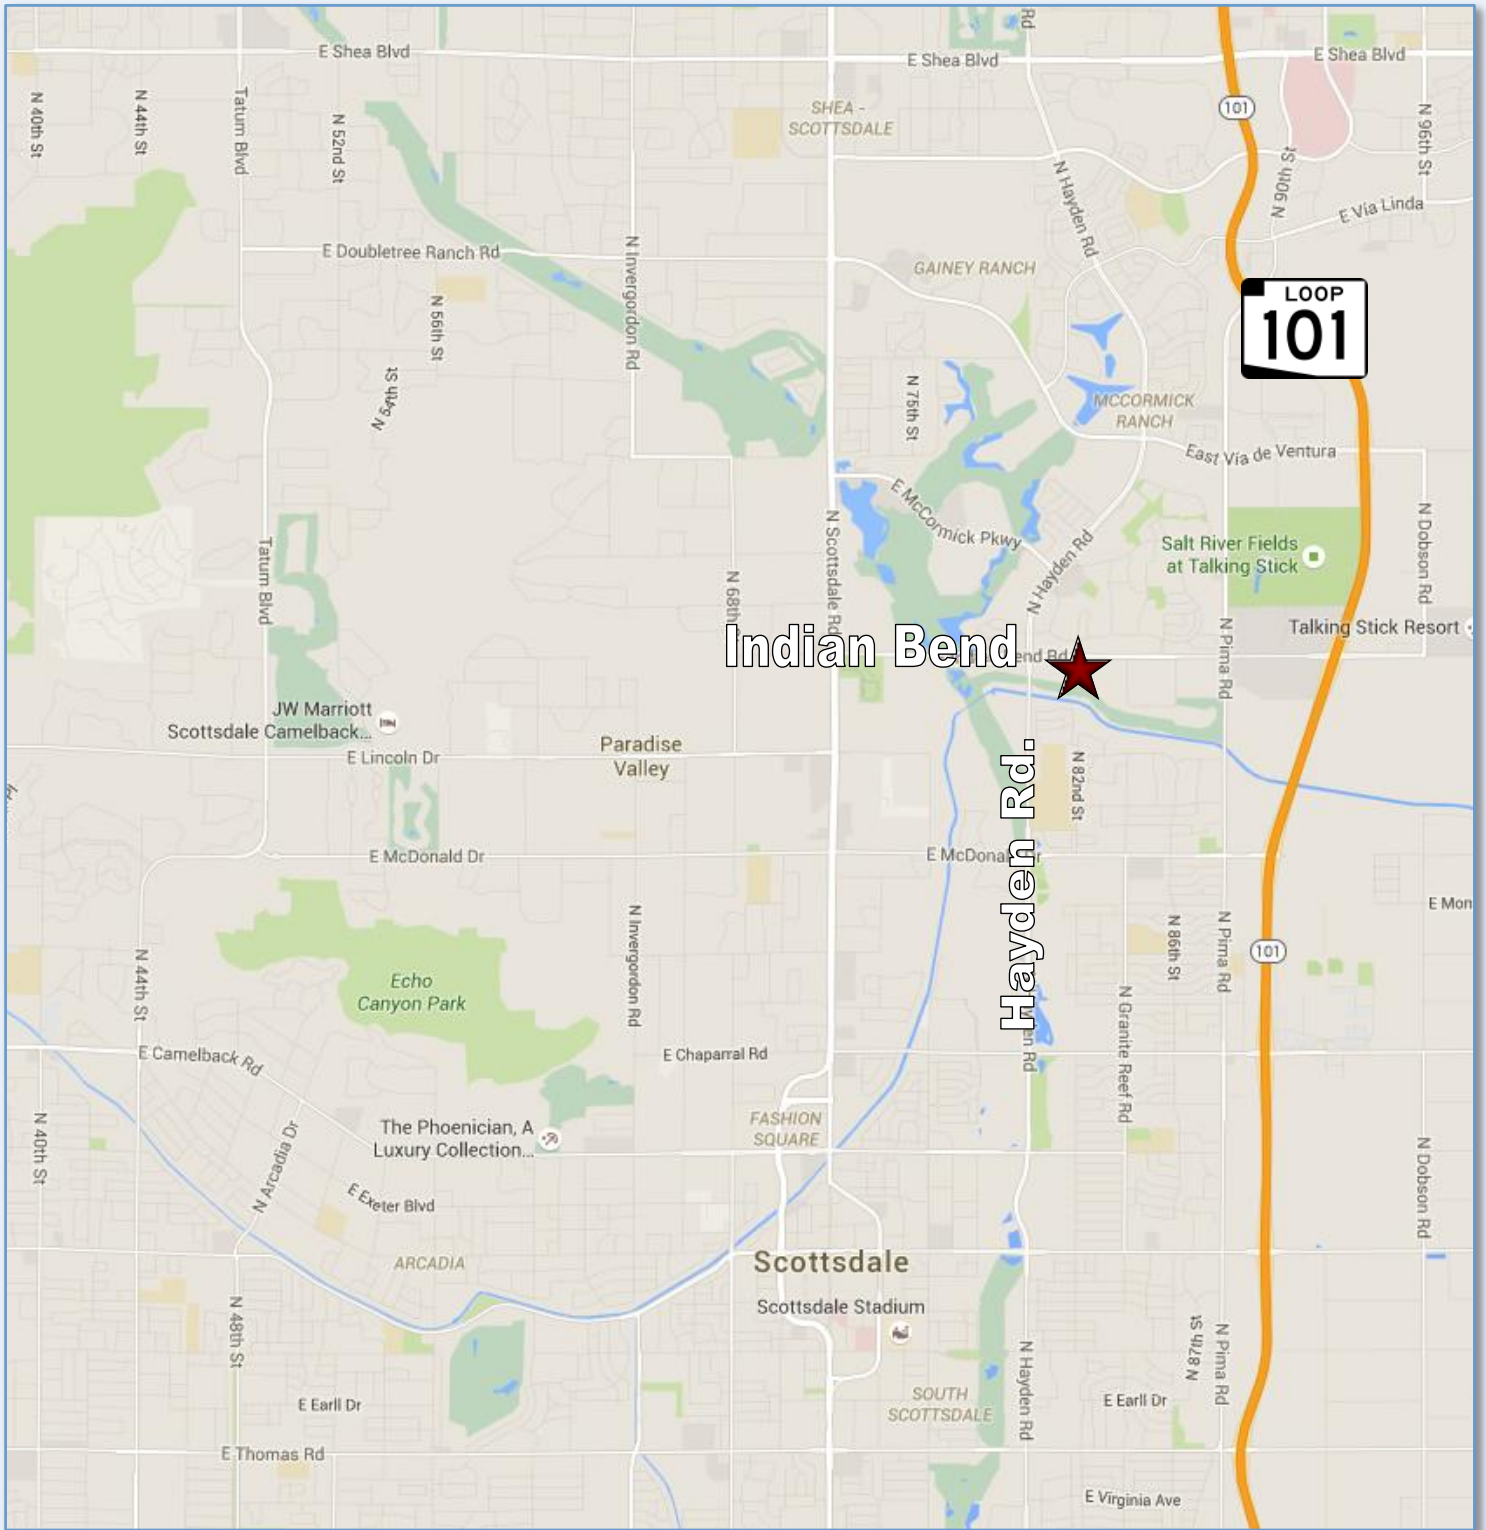 Rd
E Shea Blvd
E Shea Blvd
E Shea Blvd
N 40th St
N 44th St
Tatum Blvd
N 52nd St
SHEA -
SCOTTSDALE
101
N 96th St
N Hayden Rd
N 90th St
E Via Linda
E Doubletree Ranch Rd
N Invergordon Rd
GAINEY RANCH
N 56th St
LOOP
101
N 54th St
N 75th St
MCCORMICK
RANCH
East Via de Ventura
E McCormick Pkwy
N Scottsdale Rd
Tatum Blvd
N Hayden Rd
Salt River Fields
at Talking Stick
N Dobson Rd
N 68th
Indian Bend
end Rd
N Pima Rd
Talking Stick Resort
JW Marriott
Scottsdale Camelback...
E Lincoln Dr
Paradise
Valley
Hayden Rd.
N 82nd St
E McDonald Dr
E McDonald Dr
E Mon
N 44th St
N Invergordon Rd
Echo
Canyon Park
N 86th St
N Pima Rd
101
N Granite Reef Rd
yden Rd
E Camelback Rd
E Chaparral Rd
N 40th St
The Phoenician, A
Luxury Collection...
FASHION
SQUARE
N Arcadia Dr
E Exeter Blvd
N Dobson Rd
ARCADIA
Scottsdale
Scottsdale Stadium
N 48th St
N Hayden Rd
N 87th St
N Pima Rd
E Earll Dr
SOUTH
SCOTTSDALE
E Earll Dr
E Thomas Rd
E Virginia Ave